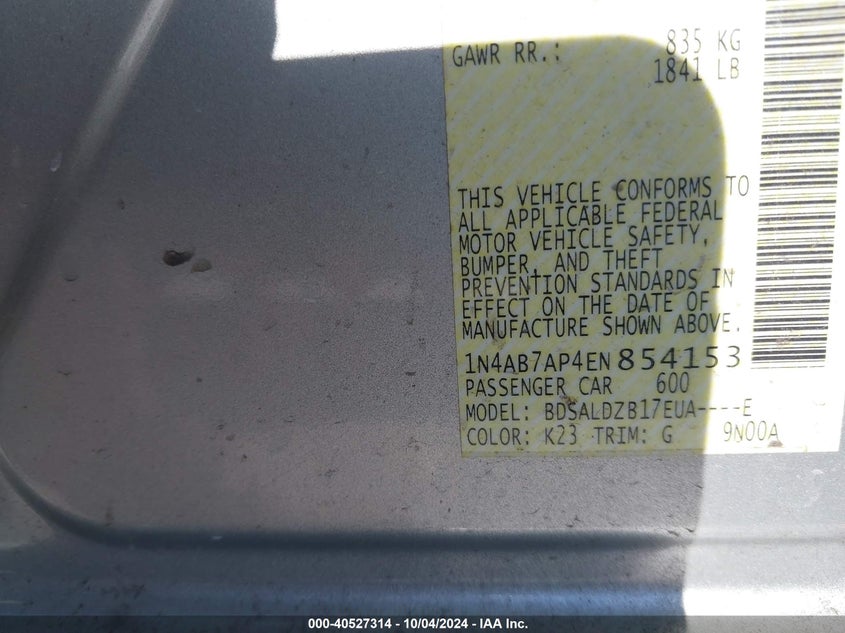 GAWR RR.: 835 KG
1841 LB
THIS VEHICLE CONFORMS TO
ALL APPLICABLE FEDERAL
MOTOR VEHICLE SAFETY,
BUMPER, AND THEFT
PREVENTION STANDARDS IN
EFFECT ON THE DATE OF
MANUFACTURE SHOWN ABOVE.
1N4AB7AP4EN854153
PASSENGER CAR 600
MODEL: BDSALDZB17EUA----E
COLOR: K23 TRIM: G 9N00A
000-40527314 - 10/04/2024 - IAA Inc.